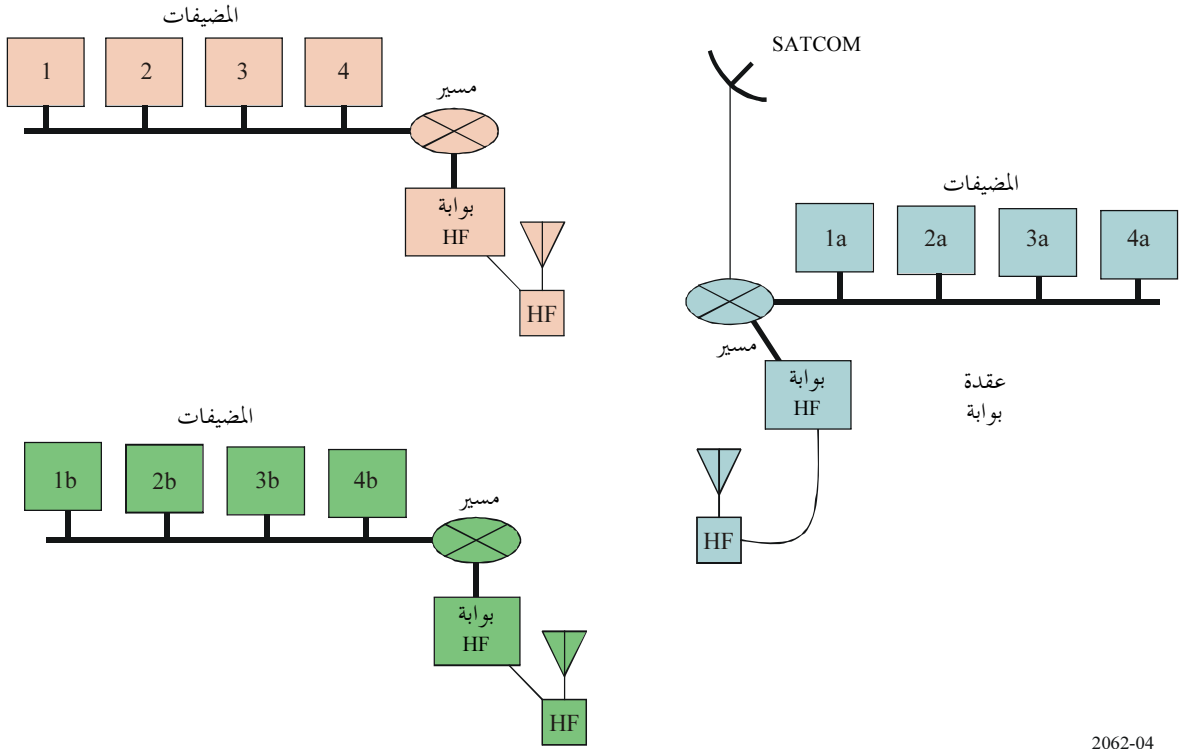 المضيفات
1 2 3 4
مسير
بوابة
HF
HF
SATCOM
المضيفات
1a 2a 3a 4a
مسير
بوابة
HF
HF
عقدة
بوابة
المضيفات
1b 2b 3b 4b
مسير
بوابة
HF
HF
2062-04